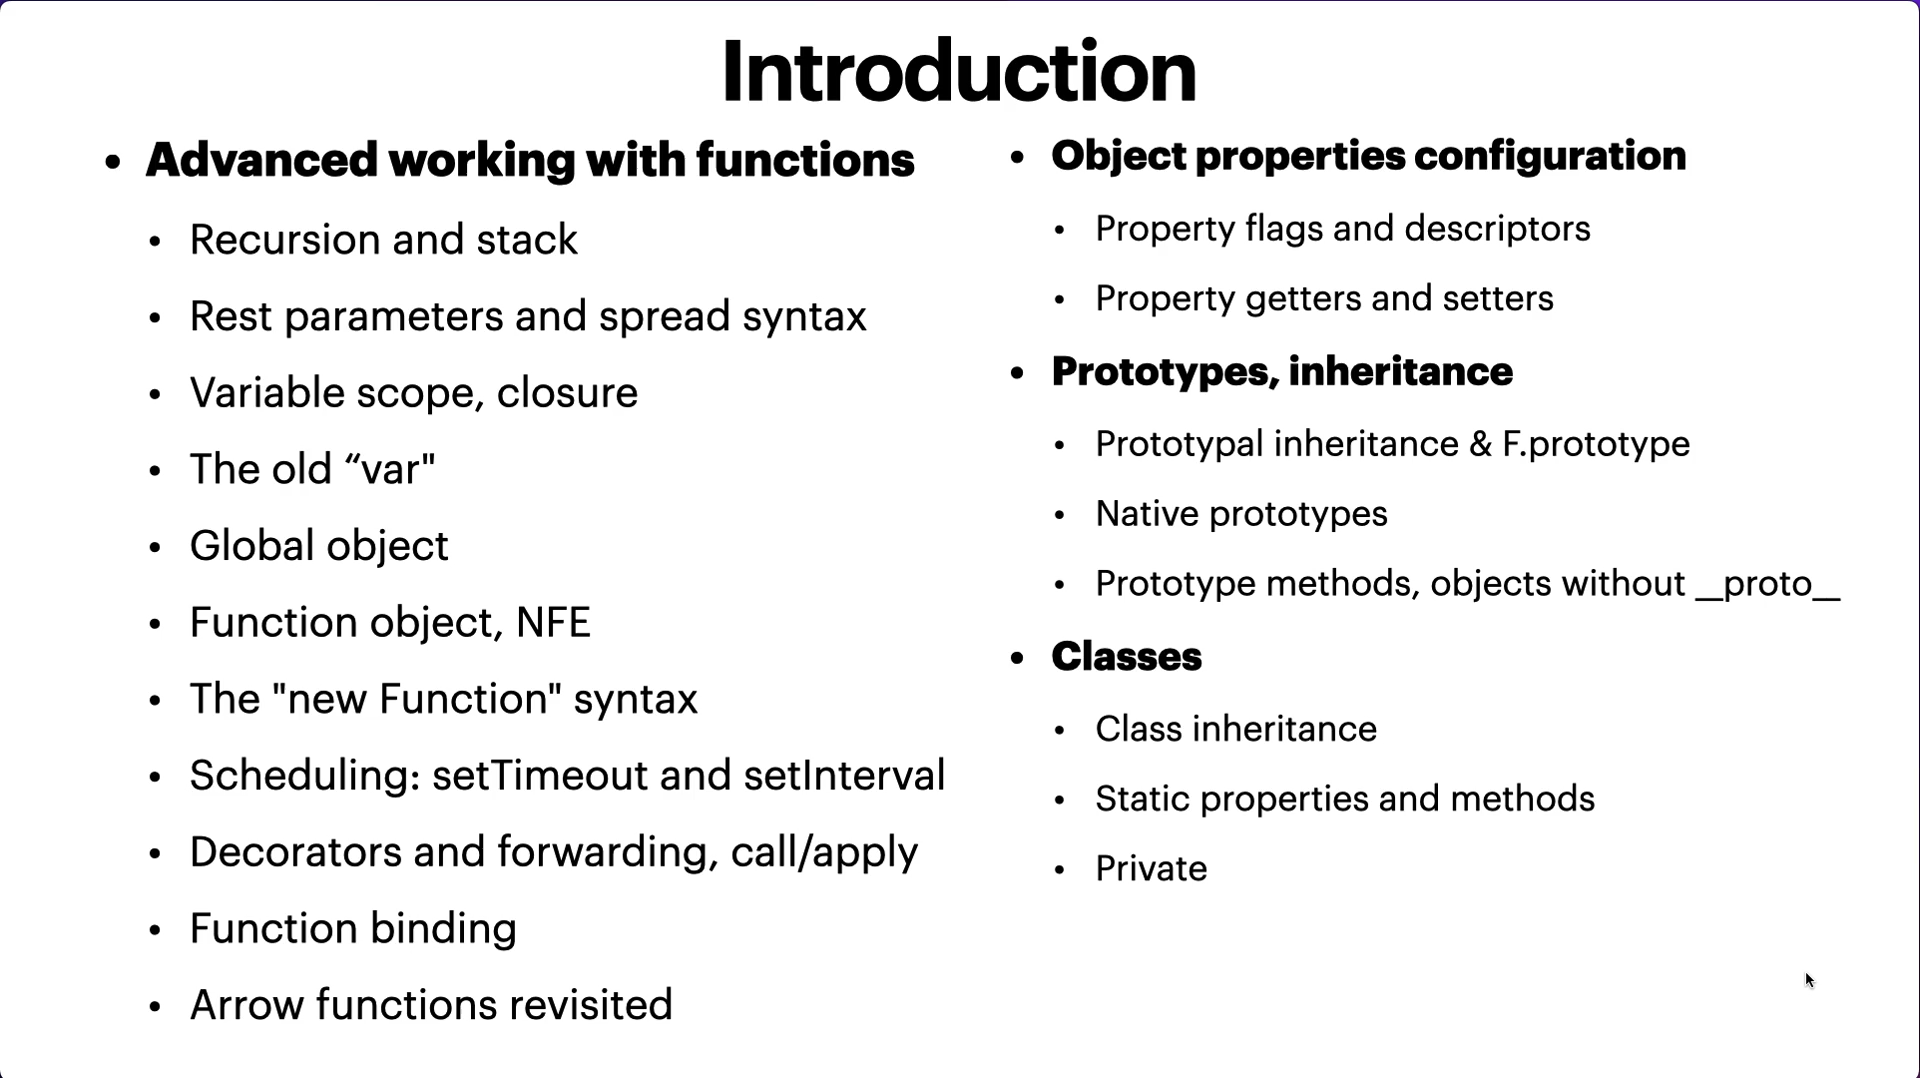 Introduction
• Advanced working with functions
• Recursion and stack
• Rest parameters and spread syntax
• Variable scope, closure
• The old “var"
• Global object
• Function object, NFE
• The "new Function" syntax
• Scheduling: setTimeout and setInterval
• Decorators and forwarding, call/apply
• Function binding
• Arrow functions revisited
• Object properties configuration
• Property flags and descriptors
• Property getters and setters
• Prototypes, inheritance
• Prototypal inheritance & F.prototype
• Native prototypes
• Prototype methods, objects without __proto__
• Classes
• Class inheritance
• Static properties and methods
• Private